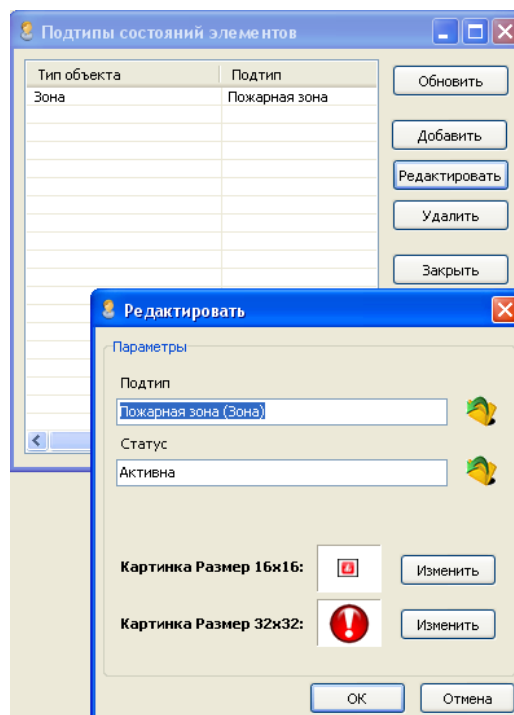 Подтипы состояний элементов
Тип объекта Подтип
Зона Пожарная зона
Обновить
Добавить
Редактировать
Удалить
Закрыть
Редактировать
Параметры
Подтип
Пожарная зона (Зона)
Статус
Активна
Картинка Размер 16x16: Изменить
Картинка Размер 32x32: Изменить
OK Отмена